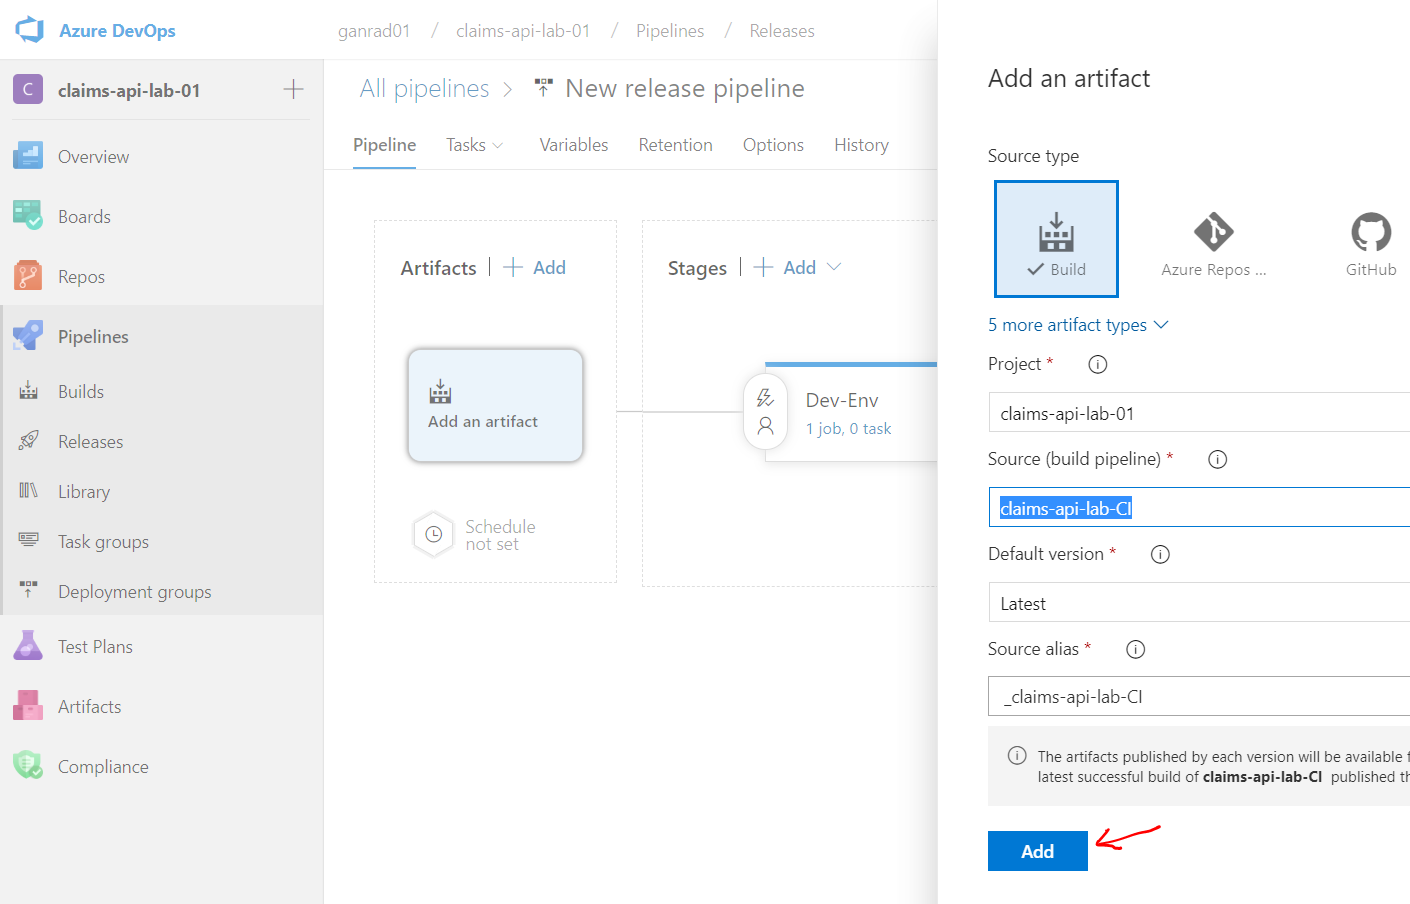 Azure DevOps
ganrad01 / claims-api-lab-01 / Pipelines / Releases
C claims-api-lab-01
Overview
Boards
Repos
Pipelines
Builds
Releases
Library
Task groups
Deployment groups
Test Plans
Artifacts
Compliance
All pipelines > New release pipeline
Pipeline Tasks Variables Retention Options History
Artifacts | + Add
Add an artifact
Schedule
not set
Stages | + Add
Dev-Env
1 job, 0 task
Add an artifact
Source type
Build
Azure Repos ...
GitHub
5 more artifact types
Project *
claims-api-lab-01
Source (build pipeline) *
claims-api-lab-CI
Default version *
Latest
Source alias *
_claims-api-lab-CI
The artifacts published by each version will be available
latest successful build of claims-api-lab-CI published
Add